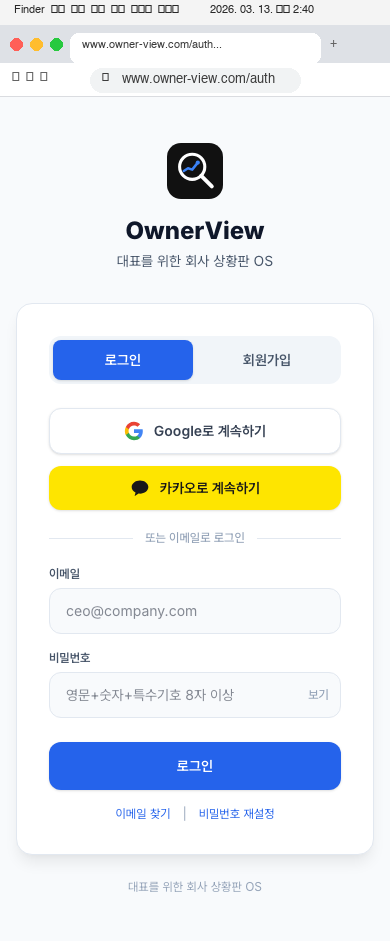 Finder 2026. 03. 13. 2:40
www.owner-view.com/auth... +
www.owner-view.com/auth
OwnerView
대표를 위한 회사 상황판 OS
로그인 회원가입
Google로 계속하기
카카오로 계속하기
또는 이메일로 로그인
이메일
ceo@company.com
비밀번호
영문+숫자+특수기호 8자 이상 보기
로그인
이메일 찾기 | 비밀번호 재설정
대표를 위한 회사 상황판 OS